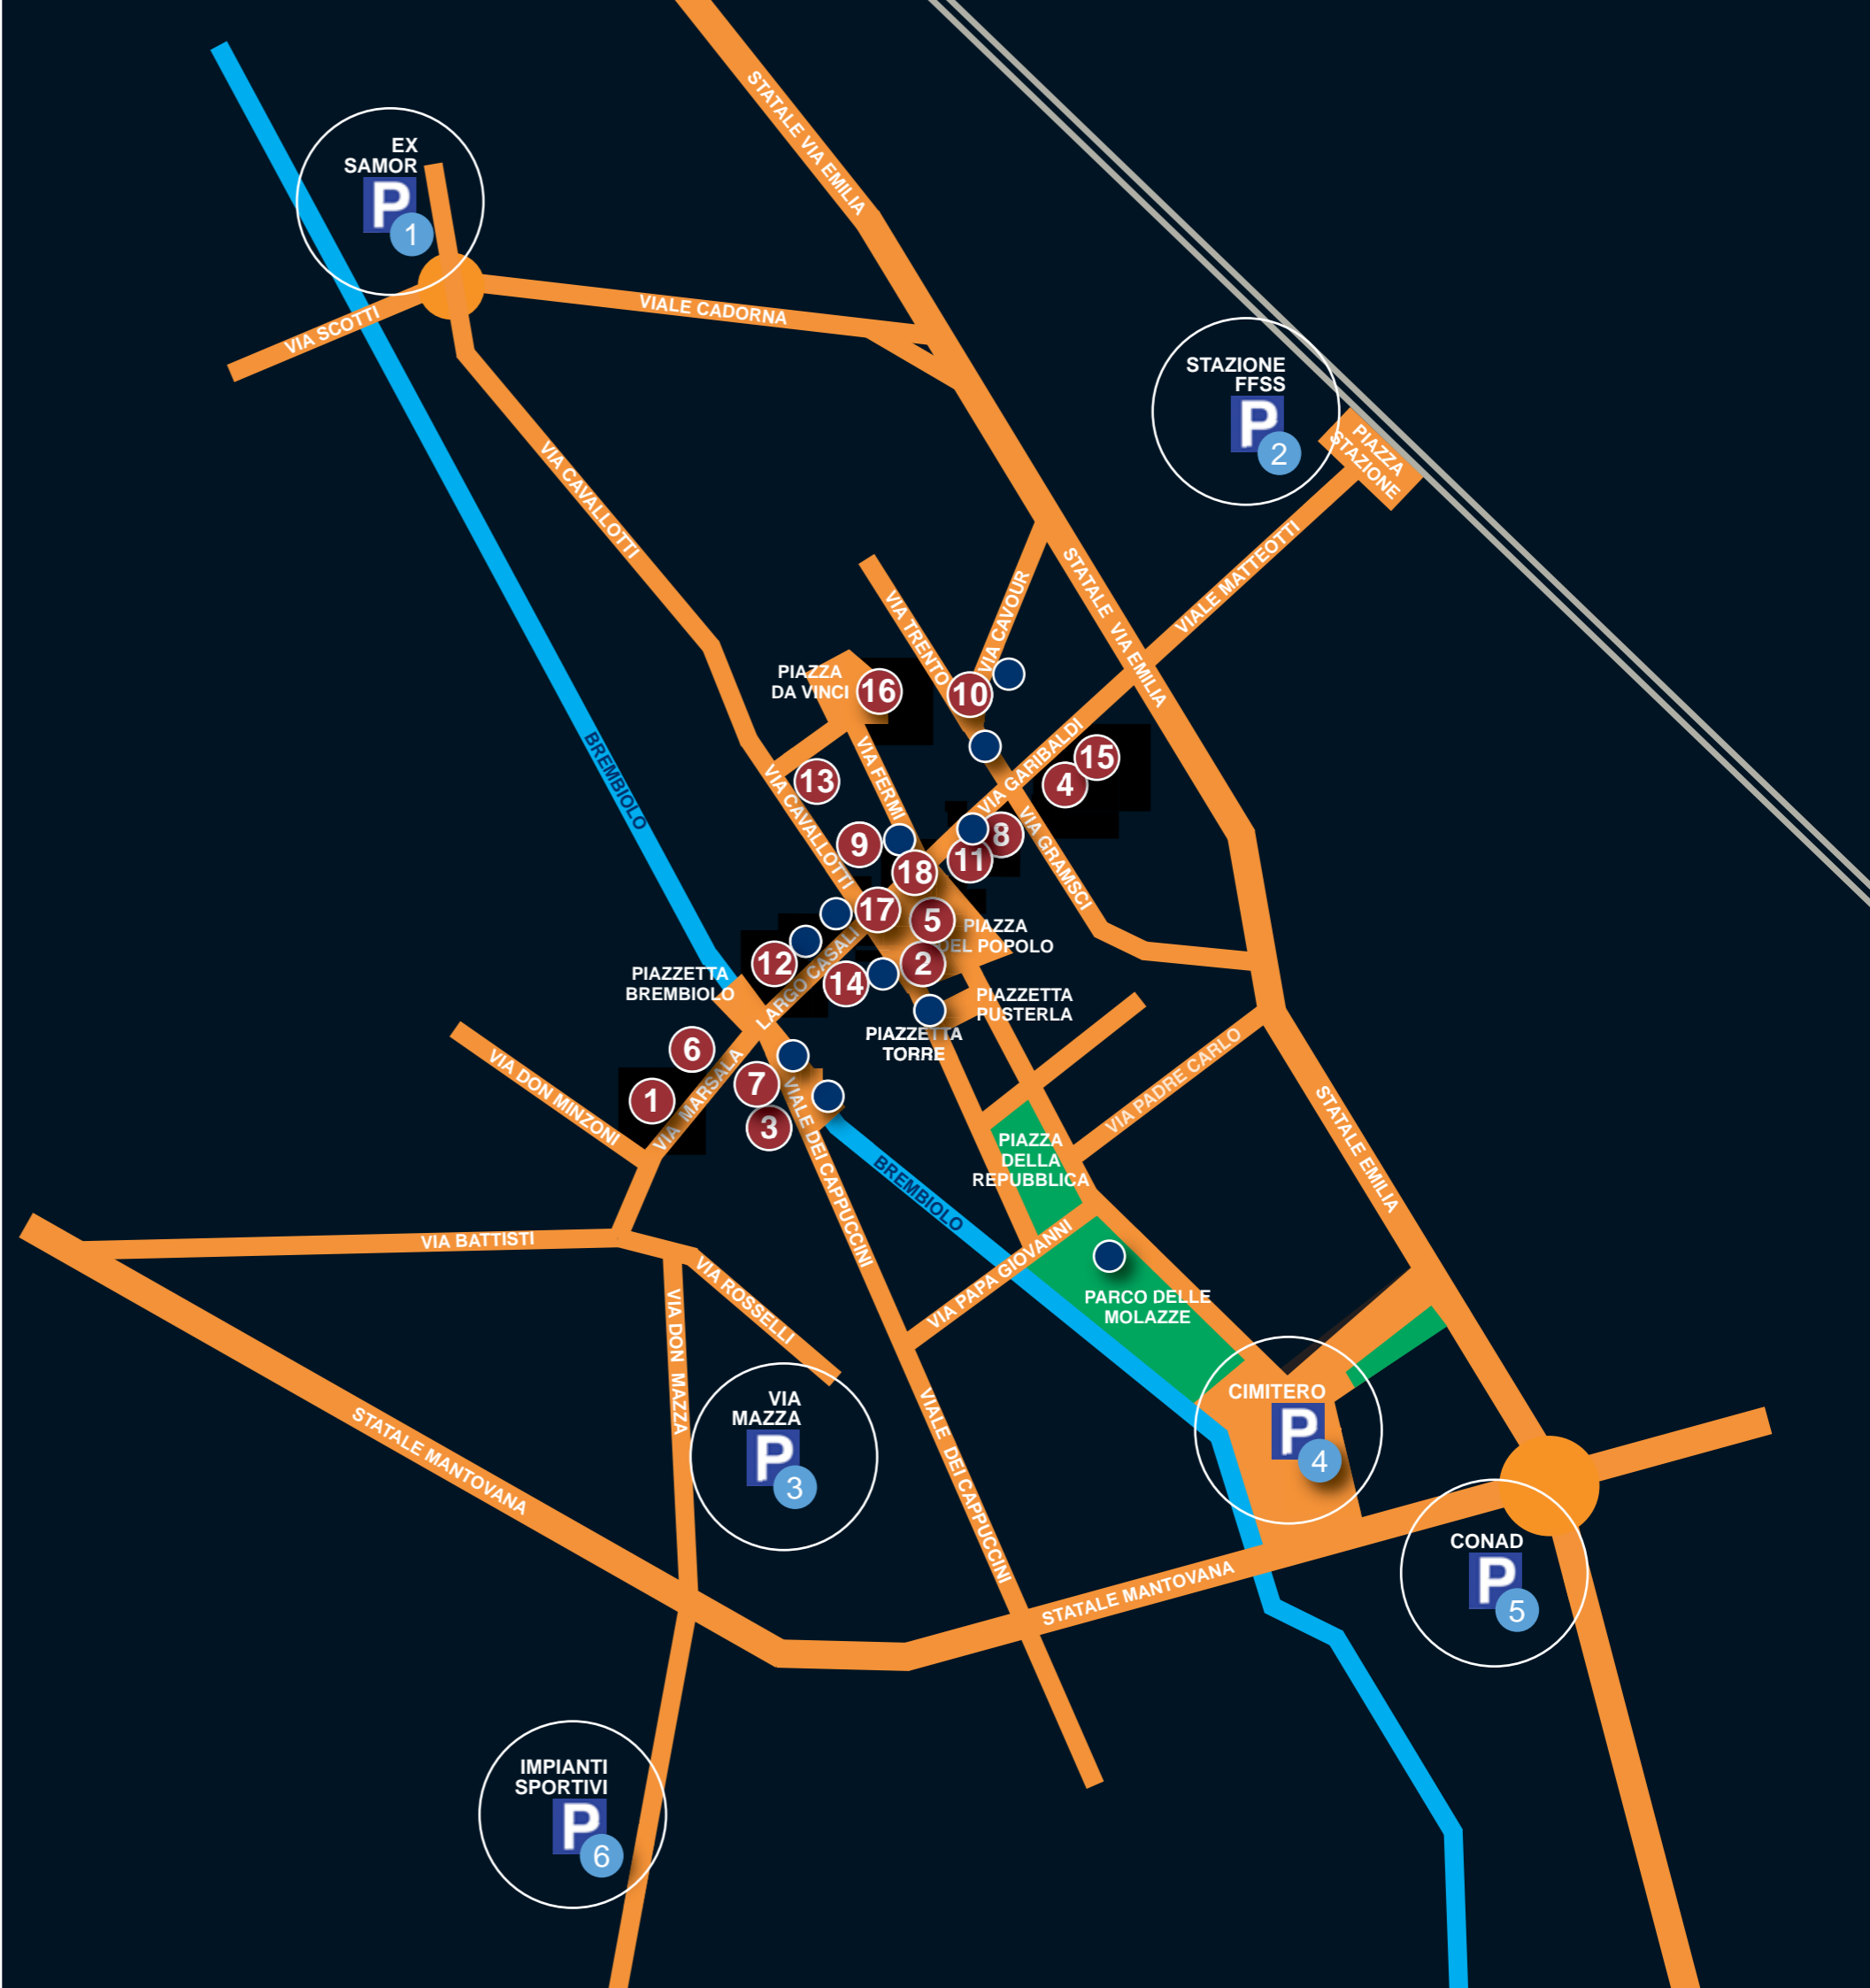 STATALE VIA EMILIA
EX
SAMOR
P
1
VIA SCOTTI
VIALE CADORNA
STAZIONE
FFSS
P
2
PIAZZA
STAZIONE
VIA CAVALLOTTI
VIALE MATTEOTTI
STATALE VIA EMILIA
VIA CAVOUR
VIA TRENTO
PIAZZA
DA VINCI
16
10
BREMBIOLO
VIA FERMI
VIA GARIBALDI
15
4
13
VIA CAVALLOTTI
VIA GRAMSCI
9
8
11
18
17
5
PIAZZA
DEL POPOLO
2
12
14
LARGO CASALI
PIAZZETTA
BREMBIOLO
PIAZZETTA
PUSTERLA
PIAZZETTA
TORRE
6
7
1
3
VIA MARSALA
VIA DON MINZONI
VIALE DEI CAPPUCCINI
VIA PADRE CARLO
STATALE EMILIA
PIAZZA
DELLA
REPUBBLICA
BREMBIOLO
VIA BATTISTI
VIA PAPA GIOVANNI
VIA ROSSELLI
VIA DON MAZZA
PARCO DELLE
MOLAZZE
STATALE MANTOVANA
VIA
MAZZA
P
3
VIALE DEI CAPPUCCINI
CIMITERO
P
4
STATALE MANTOVANA
CONAD
P
5
IMPIANTI
SPORTIVI
P
6